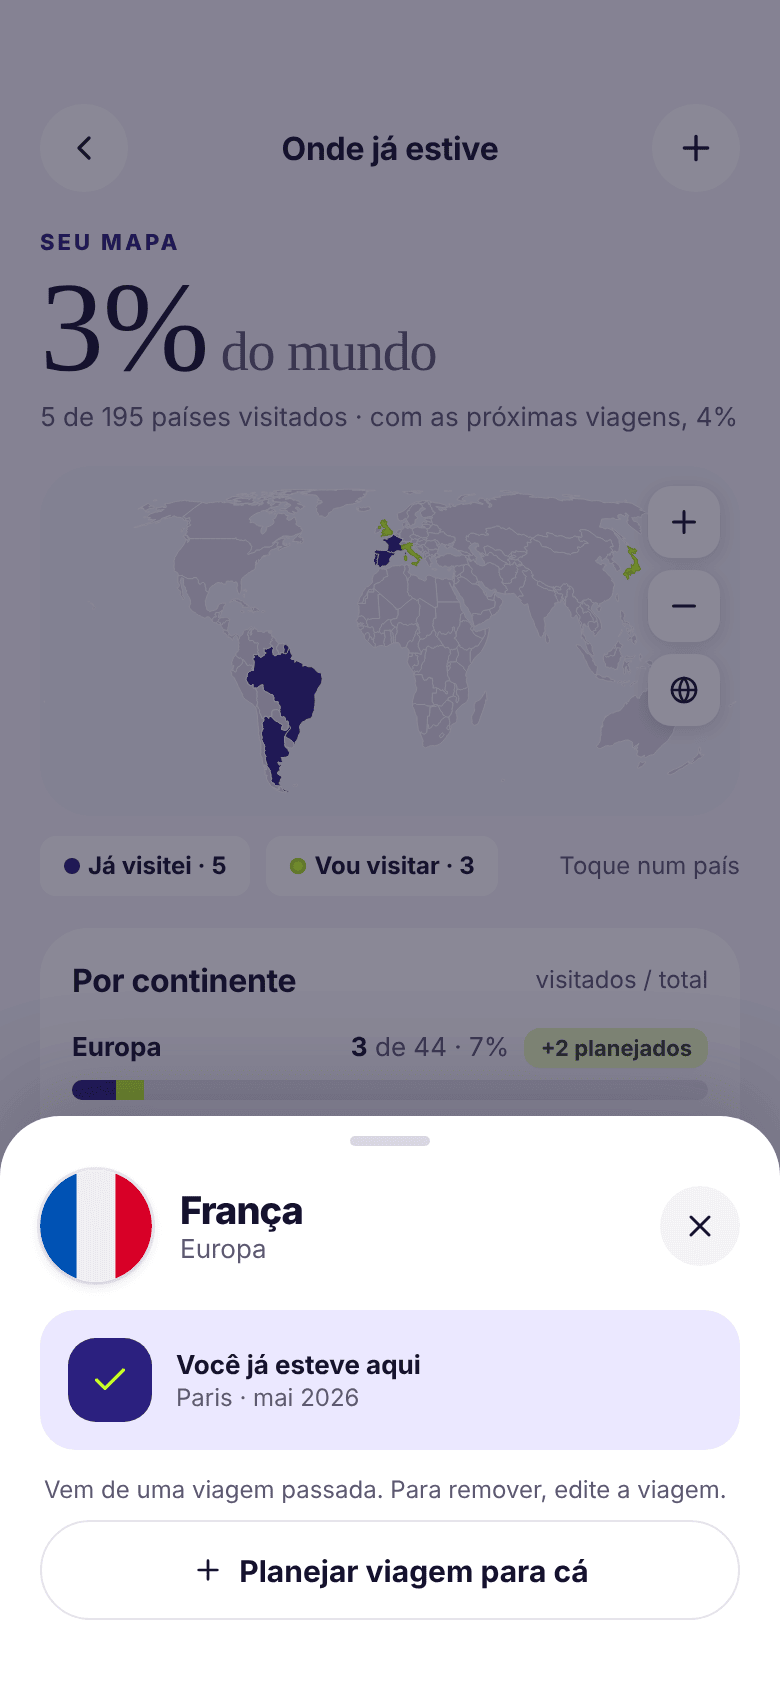 Onde já estive
SEU MAPA
3% do mundo
5 de 195 países visitados · com as próximas viagens, 4%
Já visitei · 5
Vou visitar · 3
Toque num país
Por continente
visitados / total
Europa
3 de 44 · 7%
+2 planejados
França
Europa
Você já esteve aqui
Paris · mai 2026
Vem de uma viagem passada. Para remover, edite a viagem.
Planejar viagem para cá